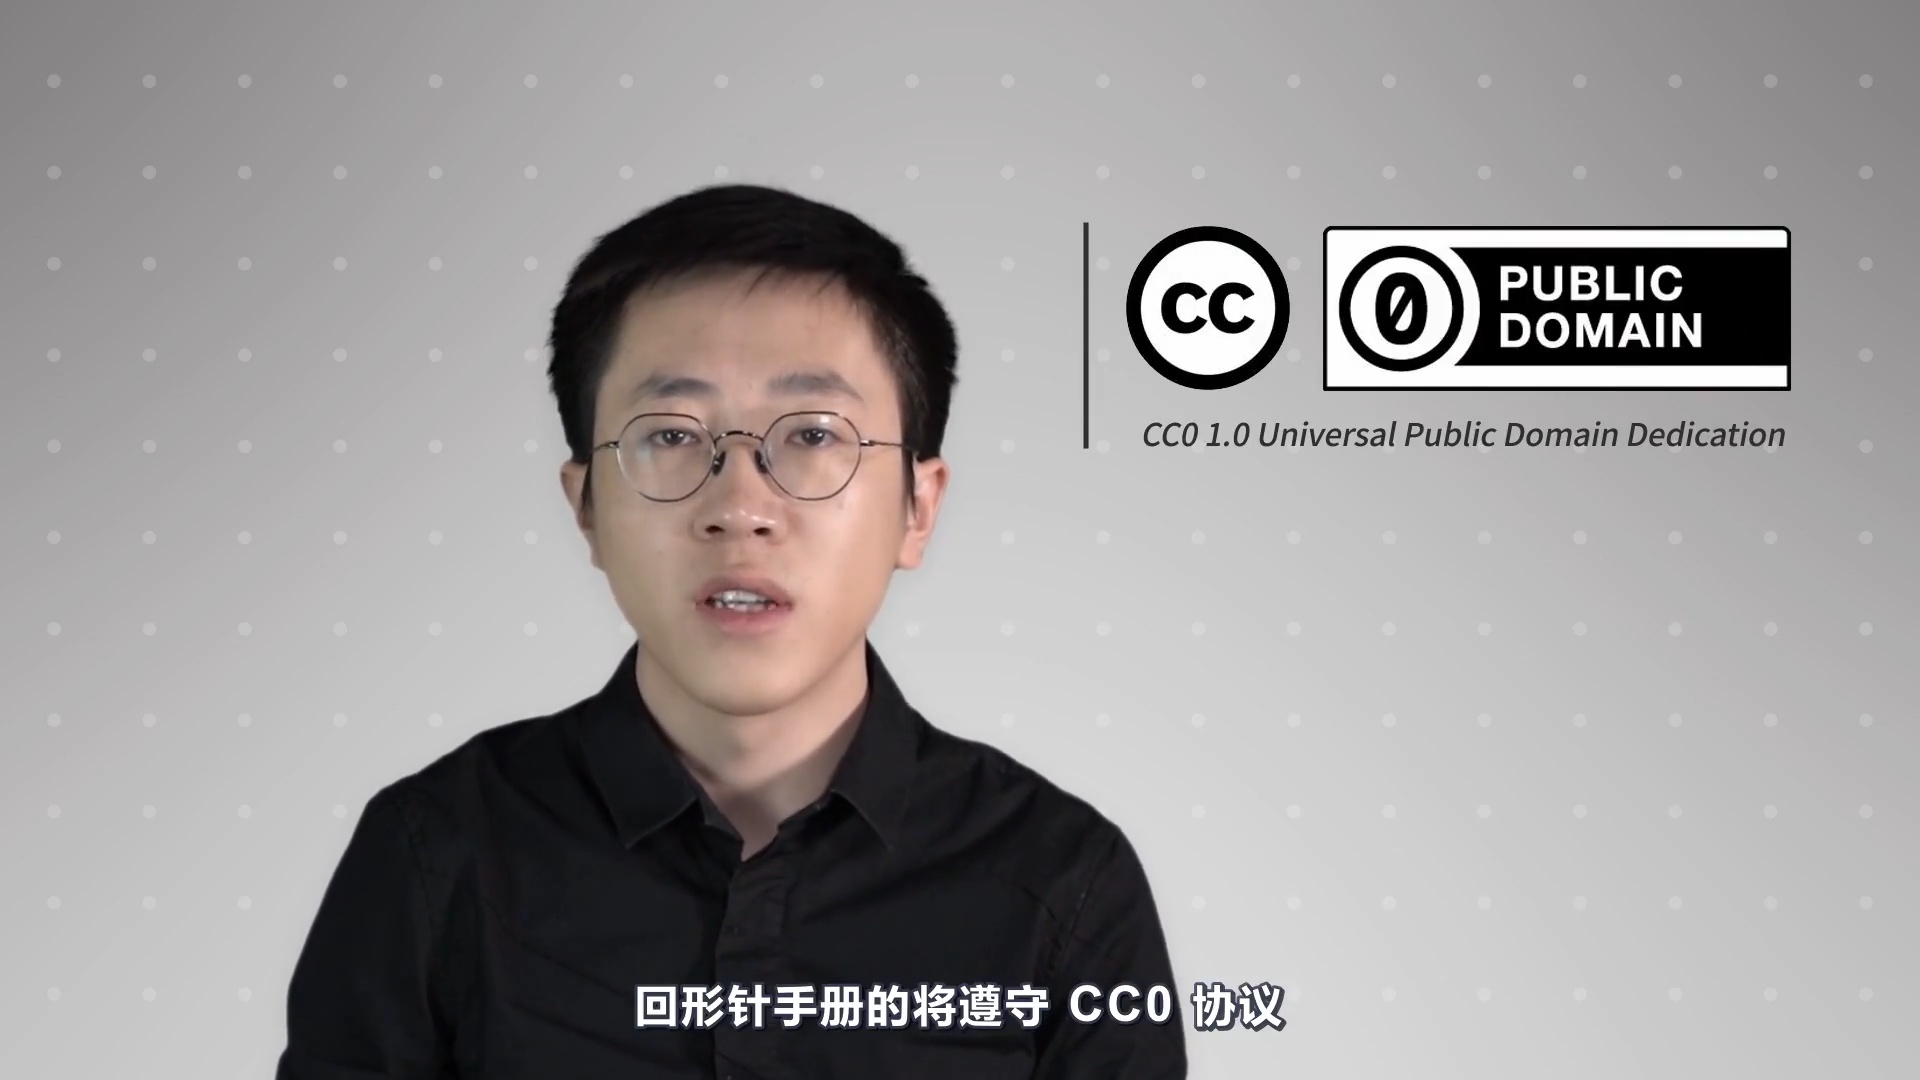 CC
0
PUBLIC
DOMAIN
CC0 1.0 Universal Public Domain Dedication
回形针手册的将遵守 CC0 协议